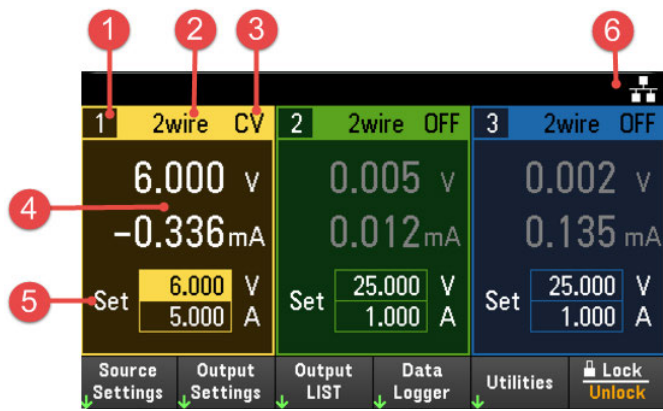 1 2 3 6
1 2wire CV 2 2wire OFF 3 2wire OFF
6.000 V 0.005 V 0.002 V
4
-0.336mA 0.012mA 0.135 mA
5 Set 6.000 V Set 25.000 V Set 25.000 V
5.000 A 1.000 A 1.000 A
Source Output Output Data Utilities Lock
Settings Settings LIST Logger Unlock